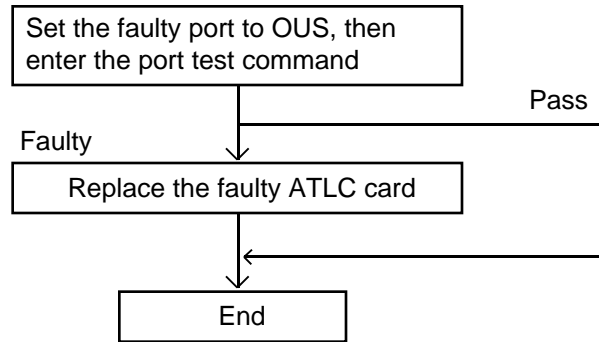 Set the faulty port to OUS, then
enter the port test command
Pass
Faulty
Replace the faulty ATLC card
End